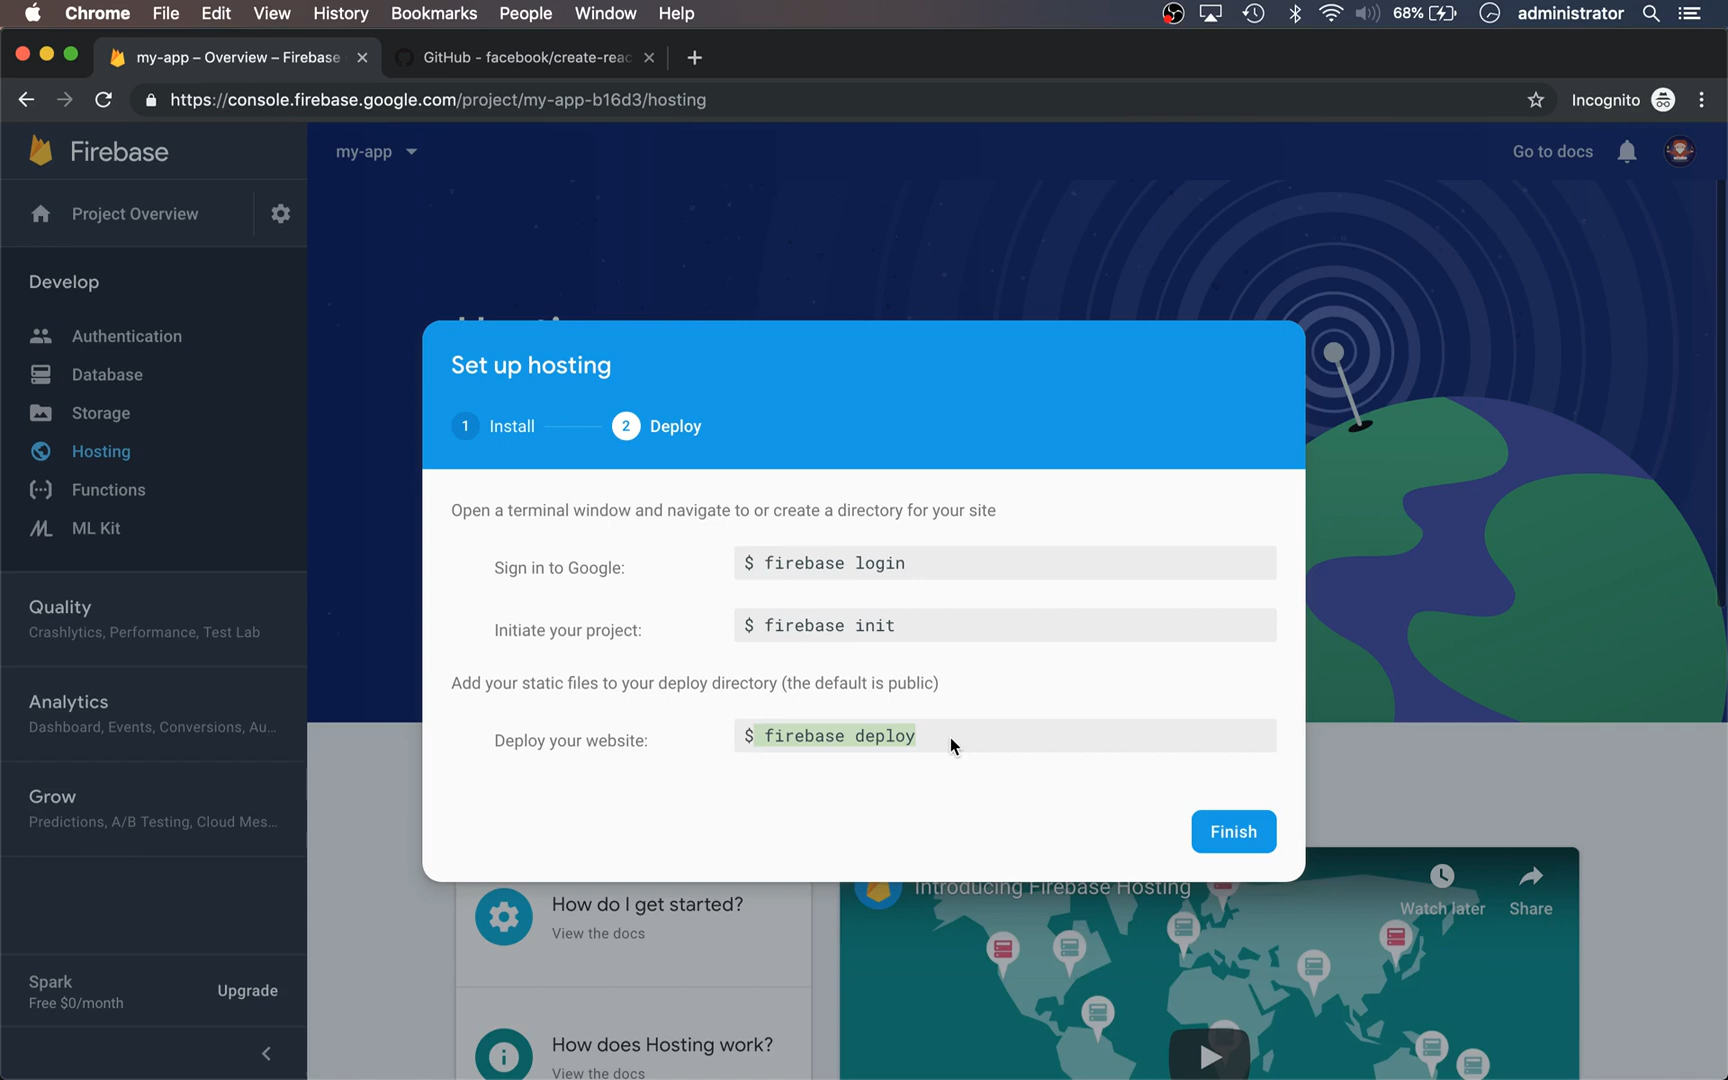 Chrome File Edit View History Bookmarks People Window Help 68% administrator
my-app – Overview – Firebase GitHub - facebook/create-reac
https://console.firebase.google.com/project/my-app-b16d3/hosting Incognito
Firebase
my-app
Go to docs
Project Overview
Develop
Authentication
Database
Storage
Hosting
Functions
ML Kit
Quality
Crashlytics, Performance, Test Lab
Analytics
Dashboard, Events, Conversions, Au...
Grow
Predictions, A/B Testing, Cloud Mes...
Spark
Free $0/month
Upgrade
Set up hosting
1 Install 2 Deploy
Open a terminal window and navigate to or create a directory for your site
Sign in to Google: $ firebase login
Initiate your project: $ firebase init
Add your static files to your deploy directory (the default is public)
Deploy your website: $ firebase deploy
Finish
How do I get started?
View the docs
How does Hosting work?
View the docs
Introducing Firebase Hosting
Watch later Share